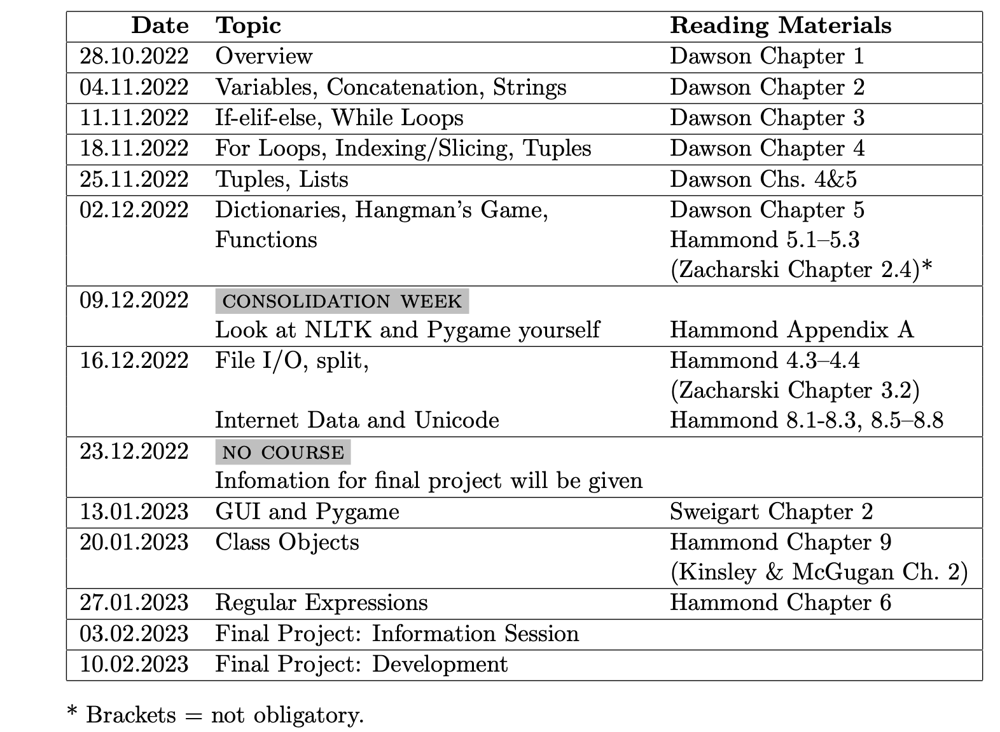 Date Topic Reading Materials
28.10.2022 Overview Dawson Chapter 1
04.11.2022 Variables, Concatenation, Strings Dawson Chapter 2
11.11.2022 If-elif-else, While Loops Dawson Chapter 3
18.11.2022 For Loops, Indexing/Slicing, Tuples Dawson Chapter 4
25.11.2022 Tuples, Lists Dawson Chs. 4&5
02.12.2022 Dictionaries, Hangman’s Game, Dawson Chapter 5
Functions Hammond 5.1–5.3
(Zacharski Chapter 2.4)*
09.12.2022 CONSOLIDATION WEEK
Look at NLTK and Pygame yourself Hammond Appendix A
16.12.2022 File I/O, split, Hammond 4.3–4.4
(Zacharski Chapter 3.2)
Internet Data and Unicode Hammond 8.1-8.3, 8.5–8.8
23.12.2022 NO COURSE
Infomation for final project will be given
13.01.2023 GUI and Pygame Sweigart Chapter 2
20.01.2023 Class Objects Hammond Chapter 9
(Kinsley & McGugan Ch. 2)
27.01.2023 Regular Expressions Hammond Chapter 6
03.02.2023 Final Project: Information Session
10.02.2023 Final Project: Development
* Brackets = not obligatory.